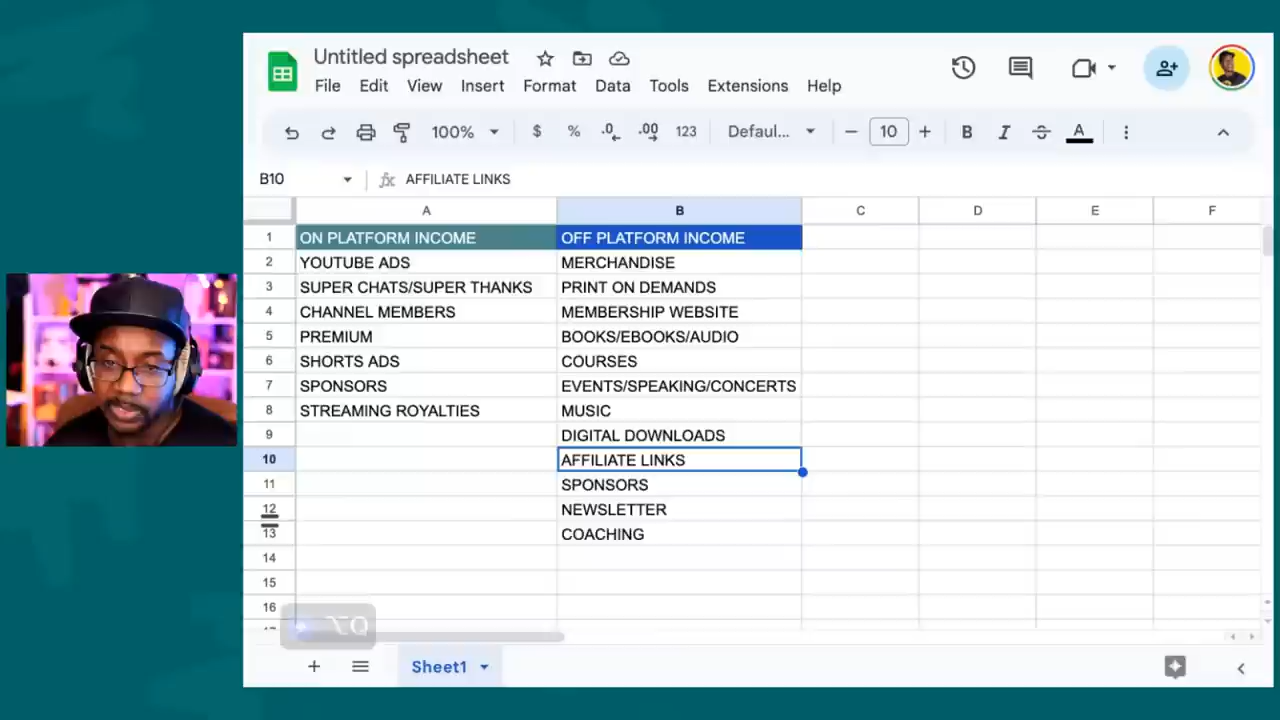 Untitled spreadsheet
File Edit View Insert Format Data Tools Extensions Help
100% $ % .0 .00 123 Defaul... 10 B I A
B10 fx AFFILIATE LINKS
A B C D E F
1 ON PLATFORM INCOME OFF PLATFORM INCOME
2 YOUTUBE ADS MERCHANDISE
3 SUPER CHATS/SUPER THANKS PRINT ON DEMANDS
4 CHANNEL MEMBERS MEMBERSHIP WEBSITE
5 PREMIUM BOOKS/EBOOKS/AUDIO
6 SHORTS ADS COURSES
7 SPONSORS EVENTS/SPEAKING/CONCERTS
8 STREAMING ROYALTIES MUSIC
9 DIGITAL DOWNLOADS
10 AFFILIATE LINKS
11 SPONSORS
12 NEWSLETTER
13 COACHING
14
15
16
⌥Q
Sheet1